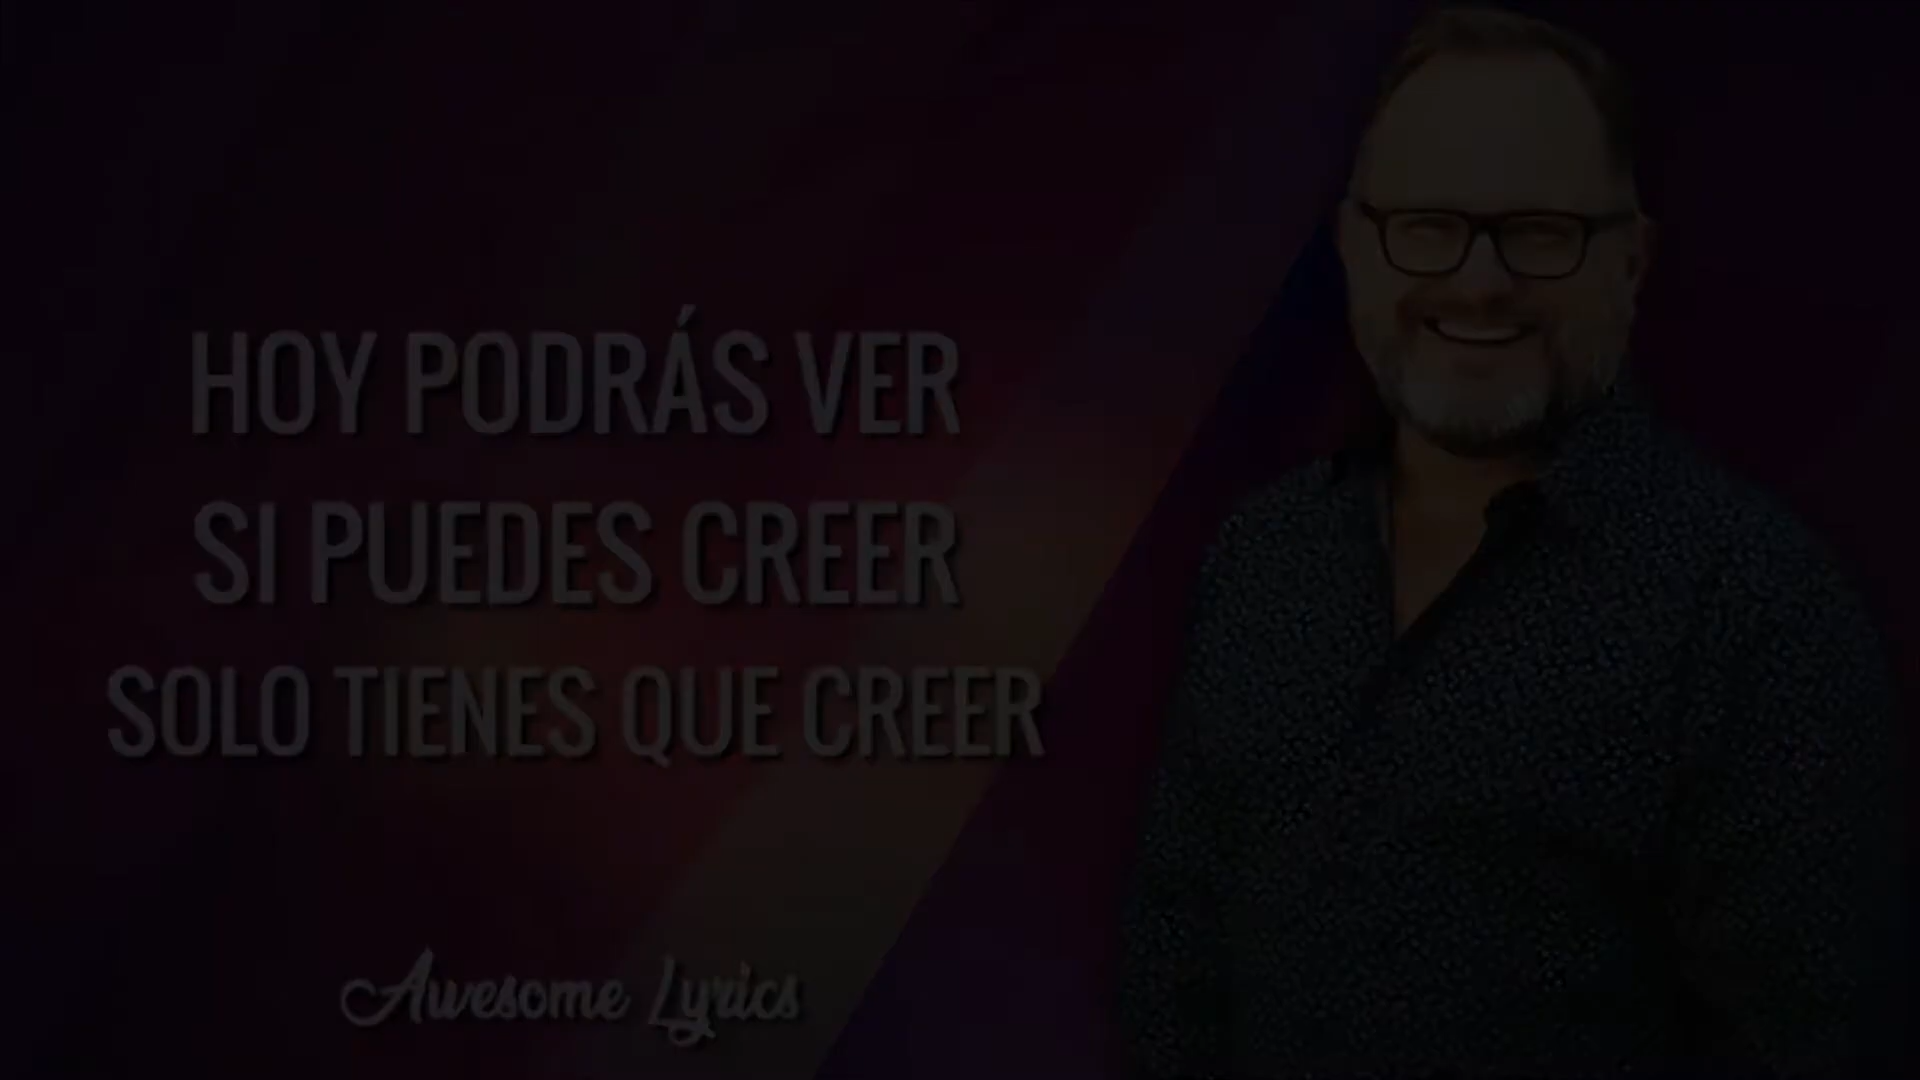 HOY PODRÁS VER
SI PUEDES CREER
SOLO TIENES QUE CREER
Awesome Lyrics